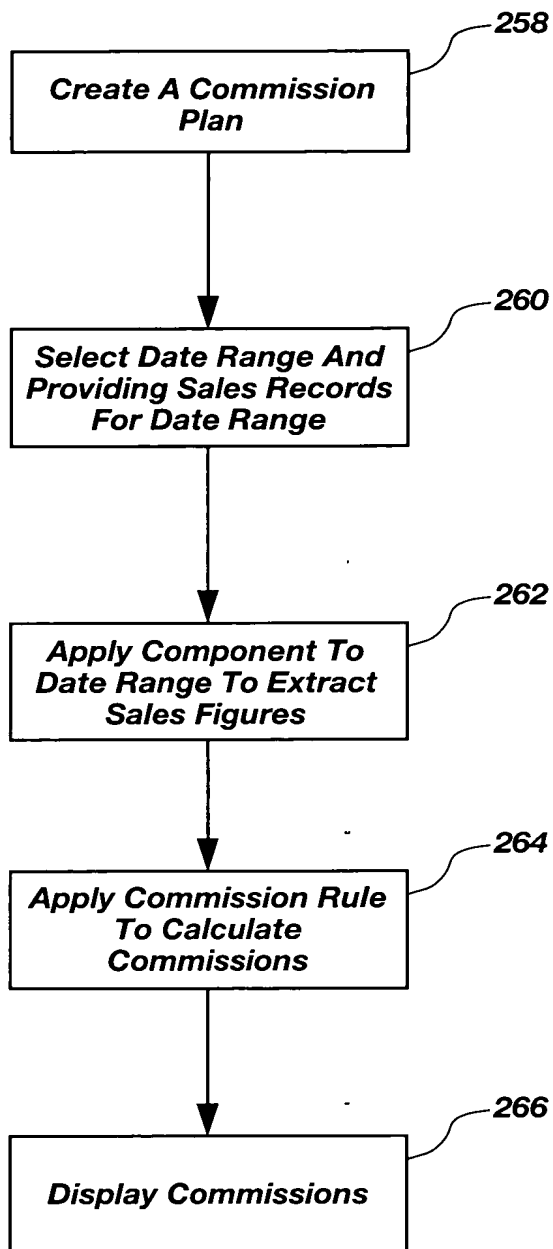 258
Create A Commission
Plan
260
Select Date Range And
Providing Sales Records
For Date Range
262
Apply Component To
Date Range To Extract
Sales Figures
264
Apply Commission Rule
To Calculate
Commissions
266
Display Commissions